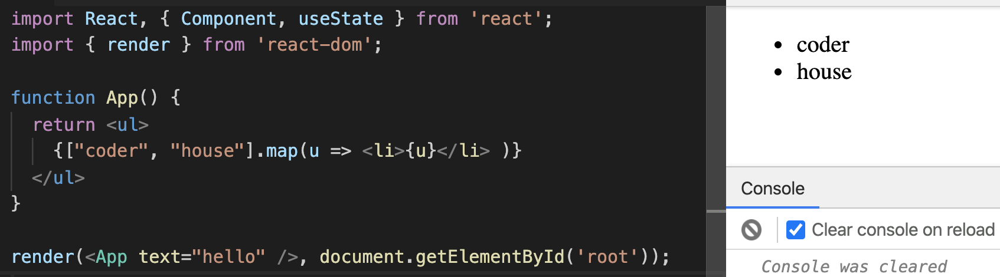 import React, { Component, useState } from 'react';
import { render } from 'react-dom';
function App() {
return <ul>
{["coder", "house"].map(u => <li>{u}</li> )}
</ul>
}
render(<App text="hello" />, document.getElementById('root'));
coder
house
Console
Clear console on reload
Console was cleared